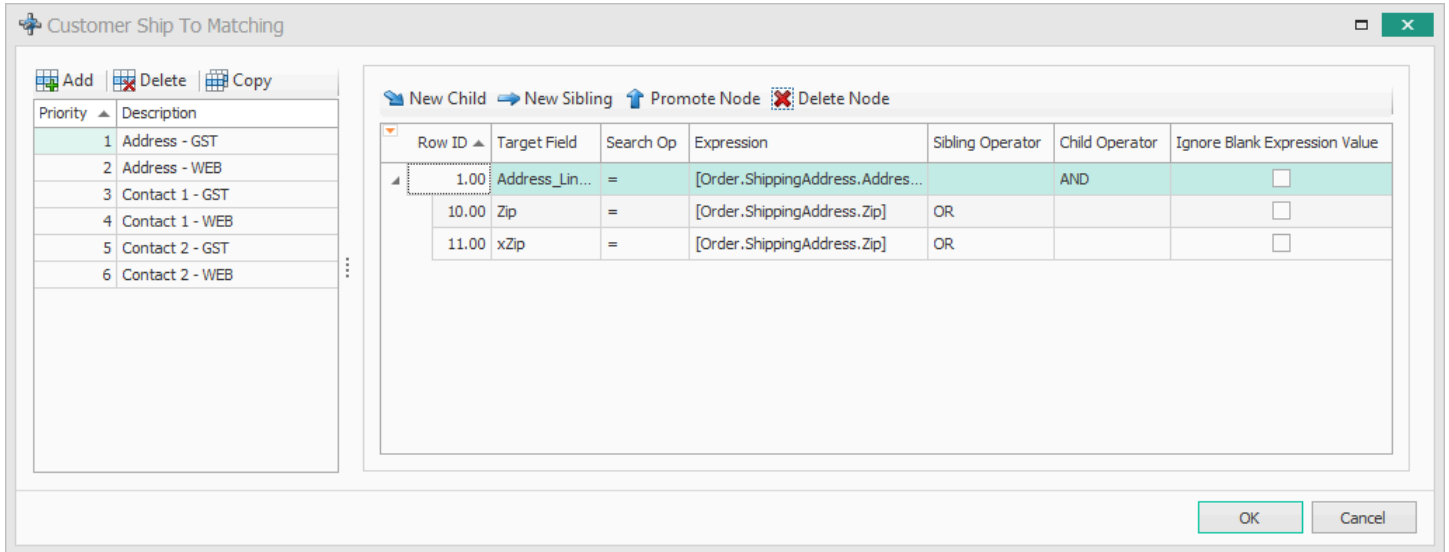 Customer Ship To Matching
Add Delete Copy
Priority Description
1 Address - GST
2 Address - WEB
3 Contact 1 - GST
4 Contact 1 - WEB
5 Contact 2 - GST
6 Contact 2 - WEB
New Child New Sibling Promote Node Delete Node
Row ID Target Field Search Op Expression Sibling Operator Child Operator Ignore Blank Expression Value
1.00 Address_Lin... = [Order.ShippingAddress.Addres... AND
10.00 Zip = [Order.ShippingAddress.Zip] OR
11.00 xZip = [Order.ShippingAddress.Zip] OR
OK Cancel